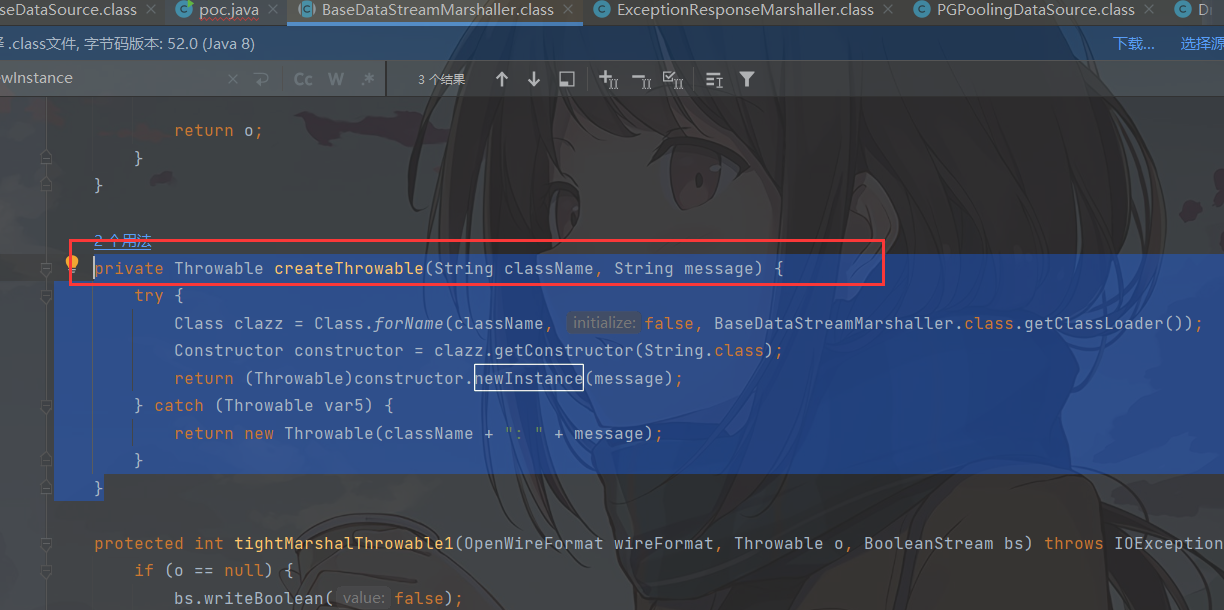 seDataSource.class × poc.java × BaseDataStreamMarshaller.class × ExceptionResponseMarshaller.class × PGPoolingDataSource.class ×
.class文件, 字节码版本: 52.0 (Java 8) 下载... 选择源
wInstance × Cc W .* 3 个结果
return o;
}
}
2 个用法
private Throwable createThrowable(String className, String message) {
try {
Class clazz = Class.forName(className, initialize: false, BaseDataStreamMarshaller.class.getClassLoader());
Constructor constructor = clazz.getConstructor(String.class);
return (Throwable)constructor.newInstance(message);
} catch (Throwable var5) {
return new Throwable(className + ": " + message);
}
}
protected int tightMarshalThrowable1(OpenWireFormat wireFormat, Throwable o, BooleanStream bs) throws IOException
if (o == null) {
bs.writeBoolean( value: false);